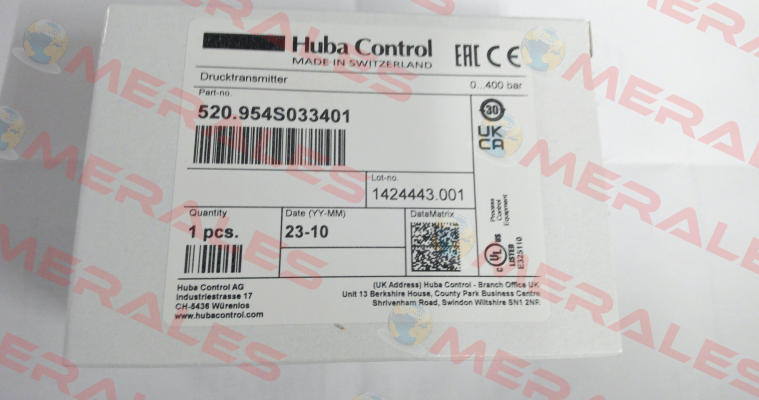 Huba Control
MADE IN SWITZERLAND
EAC CE
Drucktransmitter
0...400 bar
Part-no.
520.954S033401
30
UK
CA
Lot-no.
1424443.001
Quantity
1 pcs.
Date (YY-MM)
23-10
DataMatrix
Process
Control
Equipment
C UL US
LISTED
E325110
Huba Control AG
Industriestrasse 17
CH-5436 Würenlos
www.hubacontrol.com
(UK Address) Huba Control - Branch Office UK
Unit 13 Berkshire House, County Park Business Centre
Shrivenham Road, Swindon Wiltshire SN1 2NR
MERALES
MERALES
MERALES
MERALES